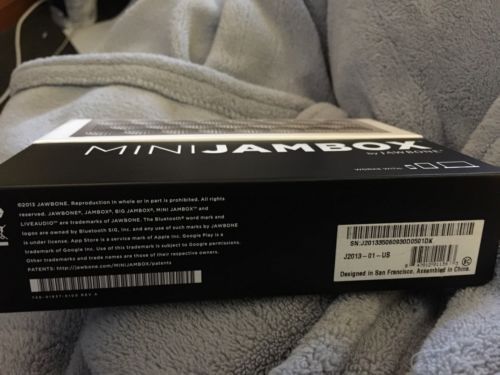 MINIJAMBOX
by JAWBONE
WORKS WITH:
©2013 JAWBONE. Reproduction in whole or in part is prohibited. All rights
reserved. JAWBONE®, JAMBOX®, BIG JAMBOX®, MINI JAMBOX™ and
LIVEAUDIO™ are trademarks of JAWBONE. The Bluetooth® word mark and
logos are owned by Bluetooth SIG, Inc. and any use of such marks by JAWBONE
is under license. App Store is a service mark of Apple Inc. Google Play is a
trademark of Google Inc. Use of this trademark is subject to Google permissions.
Other trademarks and trade names are those of their respective owners.
PATENTS: http://jawbone.com/MINIJAMBOX/patents
SN:J201335060930D0501DK
J2013-01-US
Designed in San Francisco. Assembled in China.